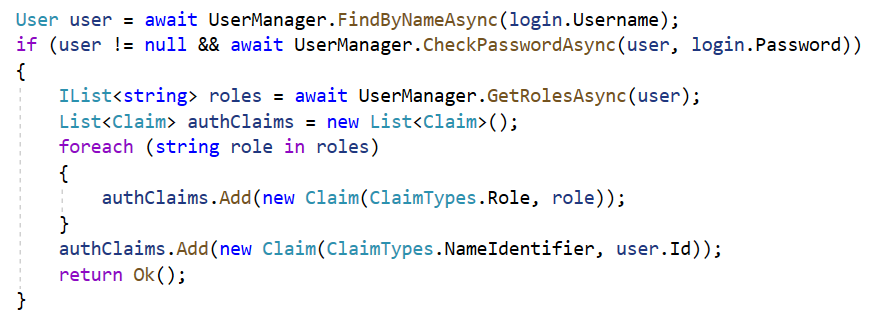 User user = await UserManager.FindByNameAsync(login.Username);
if (user != null && await UserManager.CheckPasswordAsync(user, login.Password))
{
    IList<string> roles = await UserManager.GetRolesAsync(user);
    List<Claim> authClaims = new List<Claim>();
    foreach (string role in roles)
    {
        authClaims.Add(new Claim(ClaimTypes.Role, role));
    }
    authClaims.Add(new Claim(ClaimTypes.NameIdentifier, user.Id));
    return Ok();
}